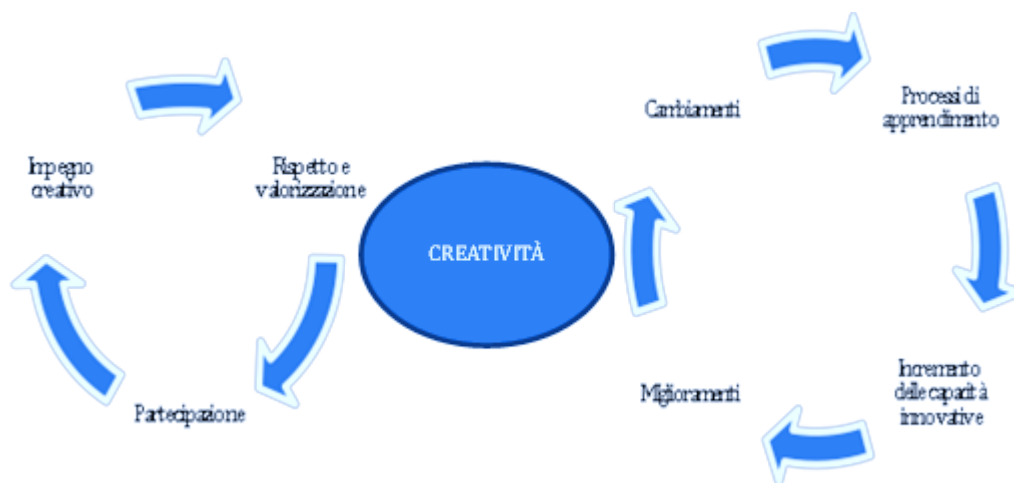 Impegno
creativo
Rispetto e
valorizzazione
Partecipazione
CREATIVITÀ
Cambiamenti
Processi di
apprendimento
Incremento
delle capacità
innovative
Miglioramenti